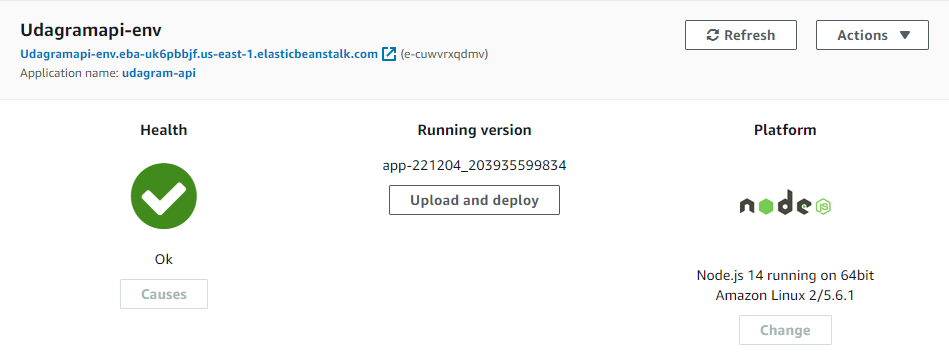 Udagramapi-env
Refresh
Actions
Udagramapi-env.eba-uk6pbbjf.us-east-1.elasticbeanstalk.com (e-cuwvrxqdmv)
Application name: udagram-api
Health
Running version
Platform
app-221204_203935599834
Upload and deploy
node JS
Ok
Causes
Node.js 14 running on 64bit
Amazon Linux 2/5.6.1
Change